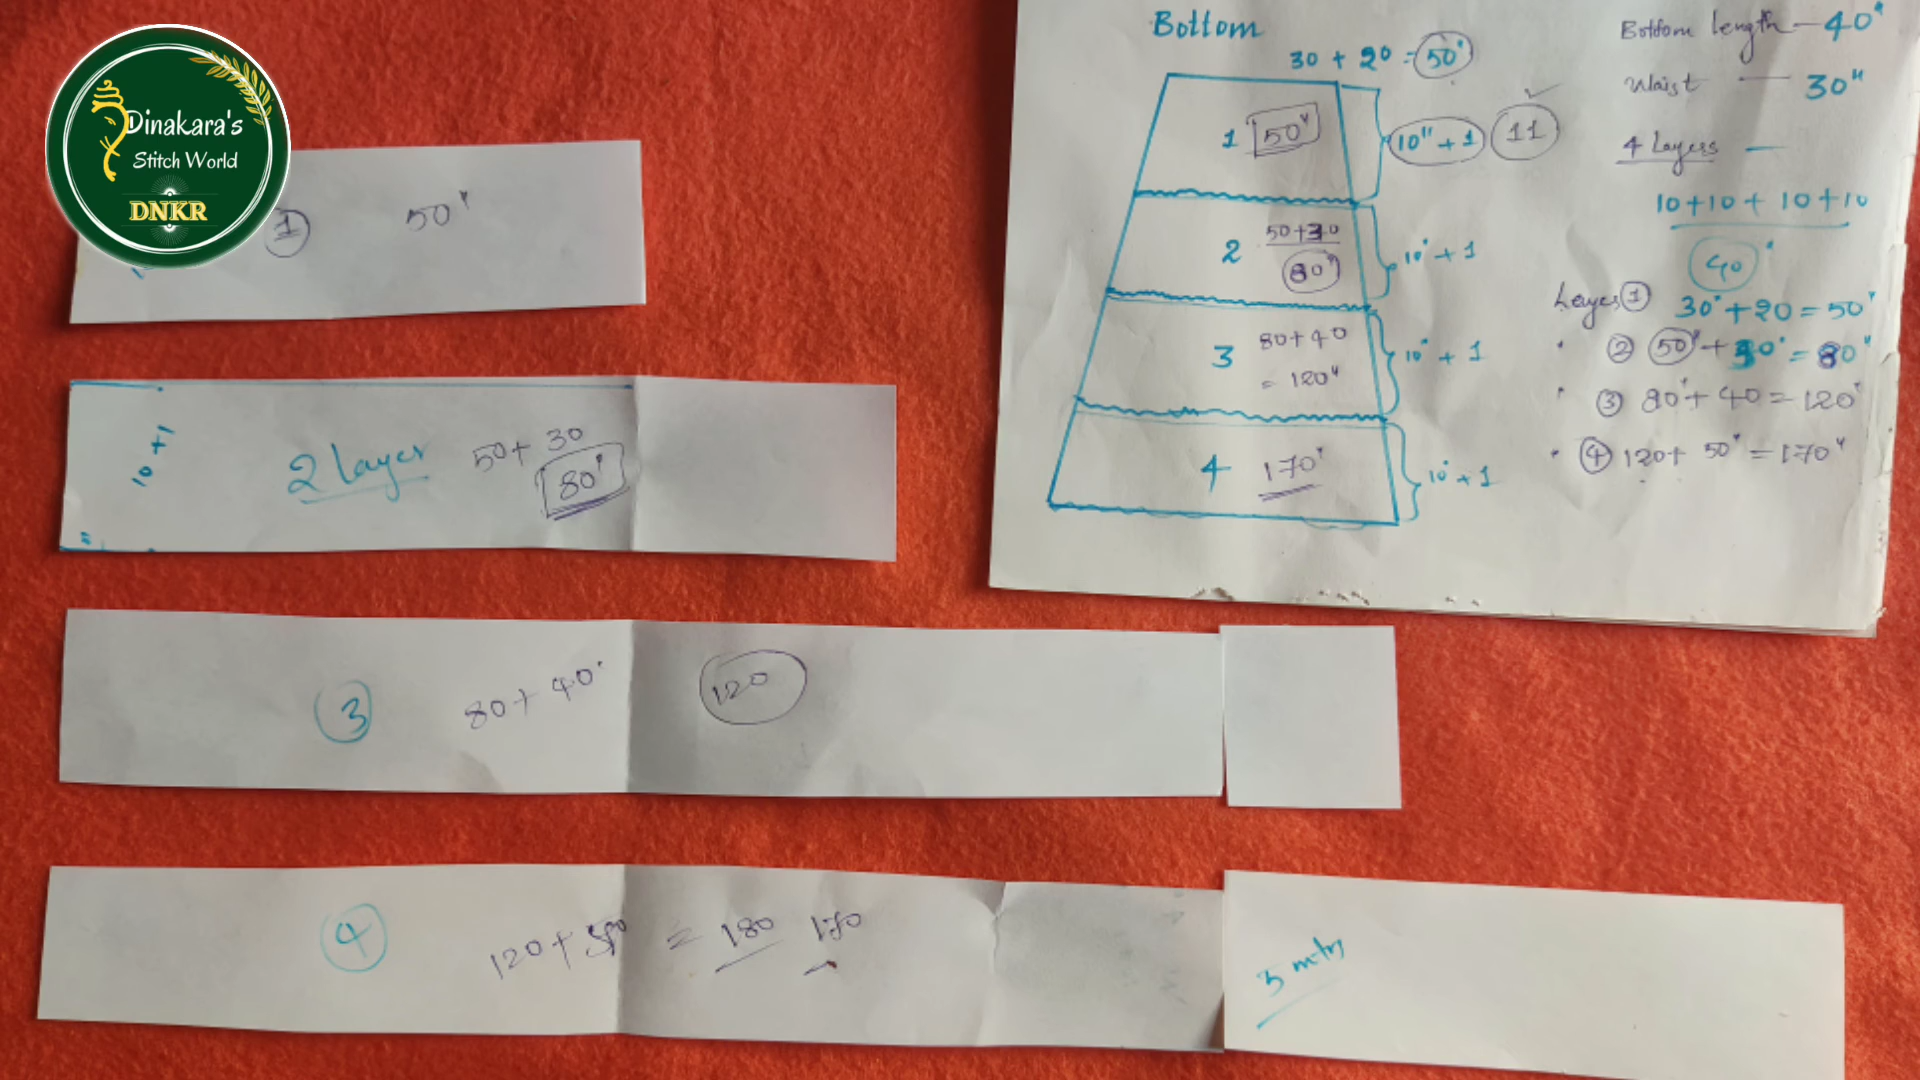 Dinakara's
Stitch World
DNKR
1 50"
10 +1
2 layer 50+ 30
80"
3 80+ 40" 120
4 120+ 50 = 180 170
3 mtrs
Bottom
30 + 20 = 50"
1 50" 10"+1 11
2 50+30
80" 10"+1
3 80+40
= 120" 10"+1
4 170" 10"+1
Bottom length — 40"
Waist — 30"
4 Layers —
10+10+10+10
40"
Layer 1 30"+20=50"
2 50"+30"=80"
3 80"+40=120"
4 120+50"=170"